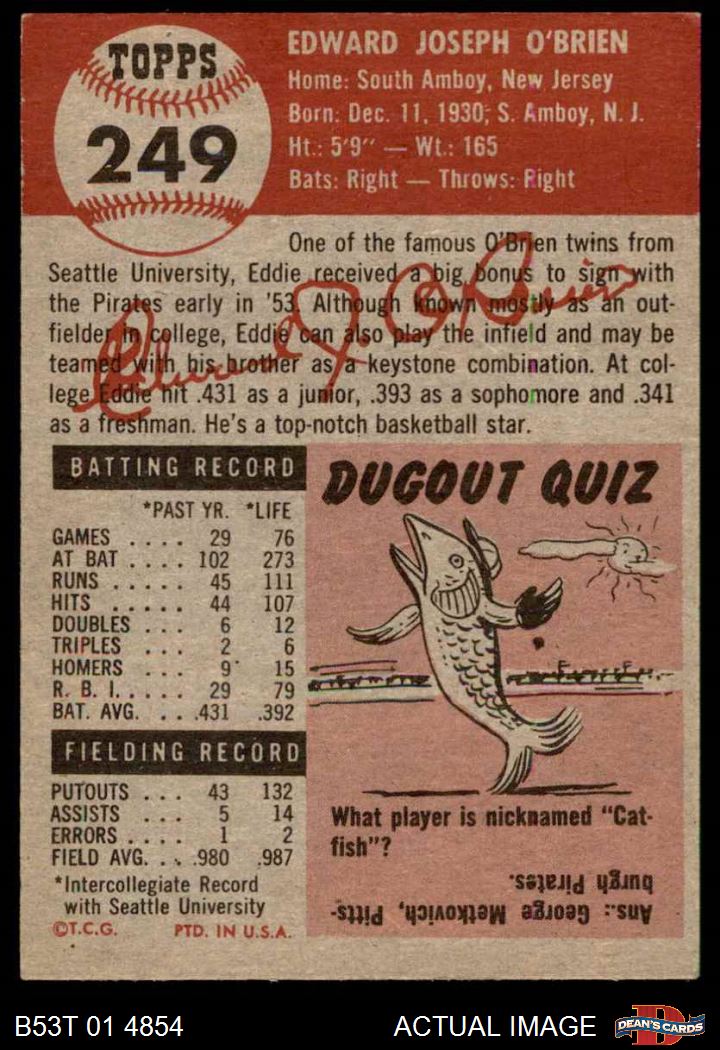 TOPPS
249
EDWARD JOSEPH O'BRIEN
Home: South Amboy, New Jersey
Born: Dec. 11, 1930; S. Amboy, N. J.
Ht.: 5'9" — Wt.: 165
Bats: Right — Throws: Right
One of the famous O'Brien twins from
Seattle University, Eddie received a big bonus to sign with
the Pirates early in '53. Although known mostly as an out-
fielder in college, Eddie can also play the infield and may be
teamed with his brother as a keystone combination. At col-
lege Eddie hit .431 as a junior, .393 as a sophomore and .341
as a freshman. He's a top-notch basketball star.
Edward J. O'Brien
BATTING RECORD
*PAST YR. *LIFE
GAMES .... 29 76
AT BAT .... 102 273
RUNS ..... 45 111
HITS ..... 44 107
DOUBLES ... 6 12
TRIPLES ... 2 6
HOMERS ... 9 15
R. B. I. .... 29 79
BAT. AVG. ... .431 .392
FIELDING RECORD
PUTOUTS ... 43 132
ASSISTS ... 5 14
ERRORS .... 1 2
FIELD AVG. ... .980 .987
*Intercollegiate Record
with Seattle University
©T.C.G. PTD. IN U.S.A.
DUGOUT QUIZ
What player is nicknamed "Cat-
fish"?
Ans.: George Metkovich, Pitts-
burgh Pirates.
B53T 01 4854
ACTUAL IMAGE
DEAN'S CARDS